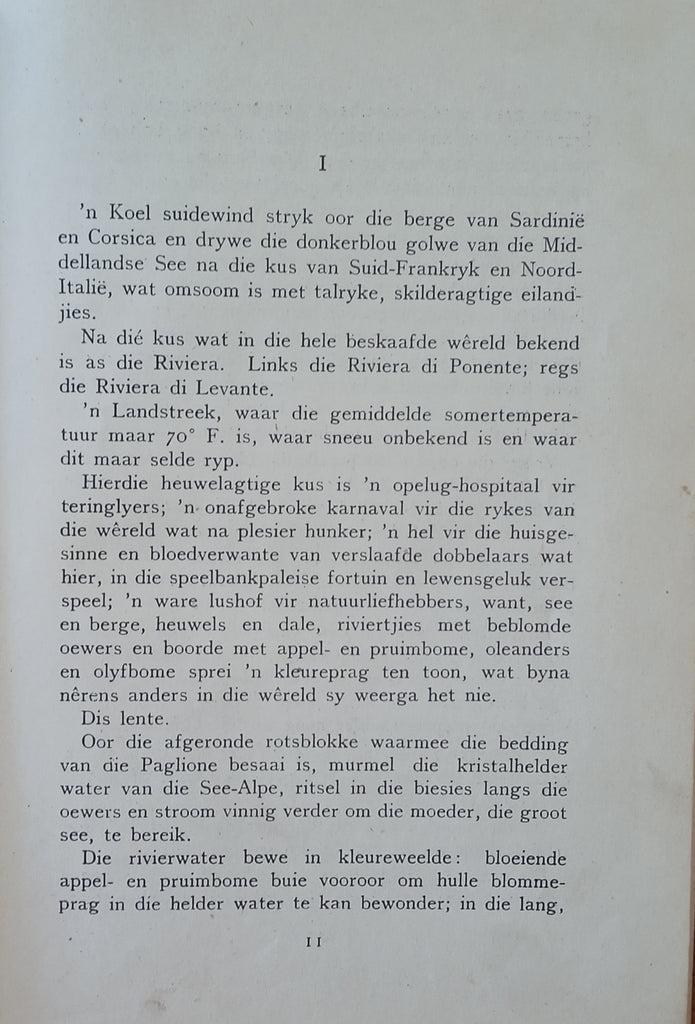 I
'n Koel suidewind stryk oor die berge van Sardinië
en Corsica en drywe die donkerblou golwe van die Mid-
dellandse See na die kus van Suid-Frankryk en Noord-
Italië, wat omsoom is met talryke, skilderagtige eiland-
jies.
Na dié kus wat in die hele beskaafde wêreld bekend
is as die Riviera. Links die Riviera di Ponente; regs
die Riviera di Levante.
'n Landstreek, waar die gemiddelde somertempera-
tuur maar 70° F. is, waar sneeu onbekend is en waar
dit maar selde ryp.
Hierdie heuwelagtige kus is 'n opelug-hospitaal vir
teringlyers; 'n onafgebroke karnaval vir die rykes van
die wêreld wat na plesier hunker; 'n hel vir die huisge-
sinne en bloedverwante van verslaafde dobbelaars wat
hier, in die speelbankpaleise fortuin en lewensgeluk ver-
speel; 'n ware lushof vir natuurliefhebbers, want, see
en berge, heuwels en dale, riviertjies met beblomde
oewers en boorde met appel- en pruimbome, oleanders
en olyfbome sprei 'n kleureprag ten toon, wat byna
nêrens anders in die wêreld sy weerga het nie.
Dis lente.
Oor die afgeronde rotsblokke waarmee die bedding
van die Paglione besaai is, murmel die kristalhelder
water van die See-Alpe, ritsel in die biesies langs die
oewers en stroom vinnig verder om die moeder, die groot
see, te bereik.
Die rivierwater bewe in kleureweelde: bloeiende
appel- en pruimbome buie vooroor om hulle blomme-
prag in die helder water te kan bewonder; in die lang,
11